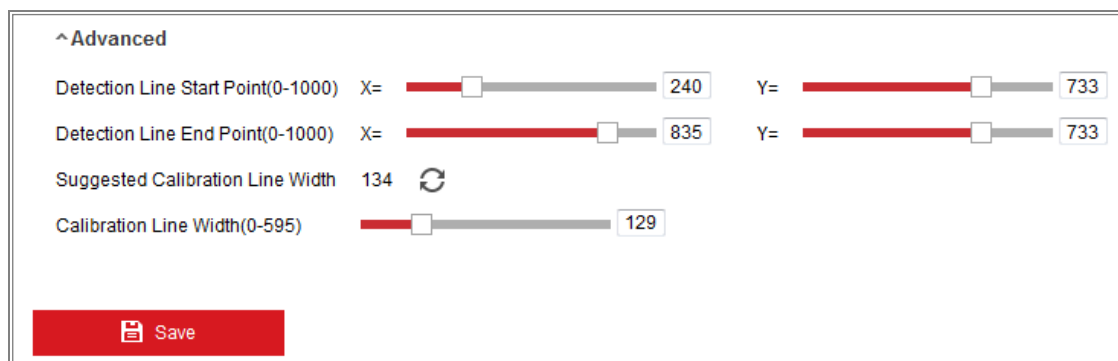 ^Advanced
Detection Line Start Point(0-1000) X= 240 Y= 733
Detection Line End Point(0-1000) X= 835 Y= 733
Suggested Calibration Line Width 134
Calibration Line Width(0-595) 129
Save